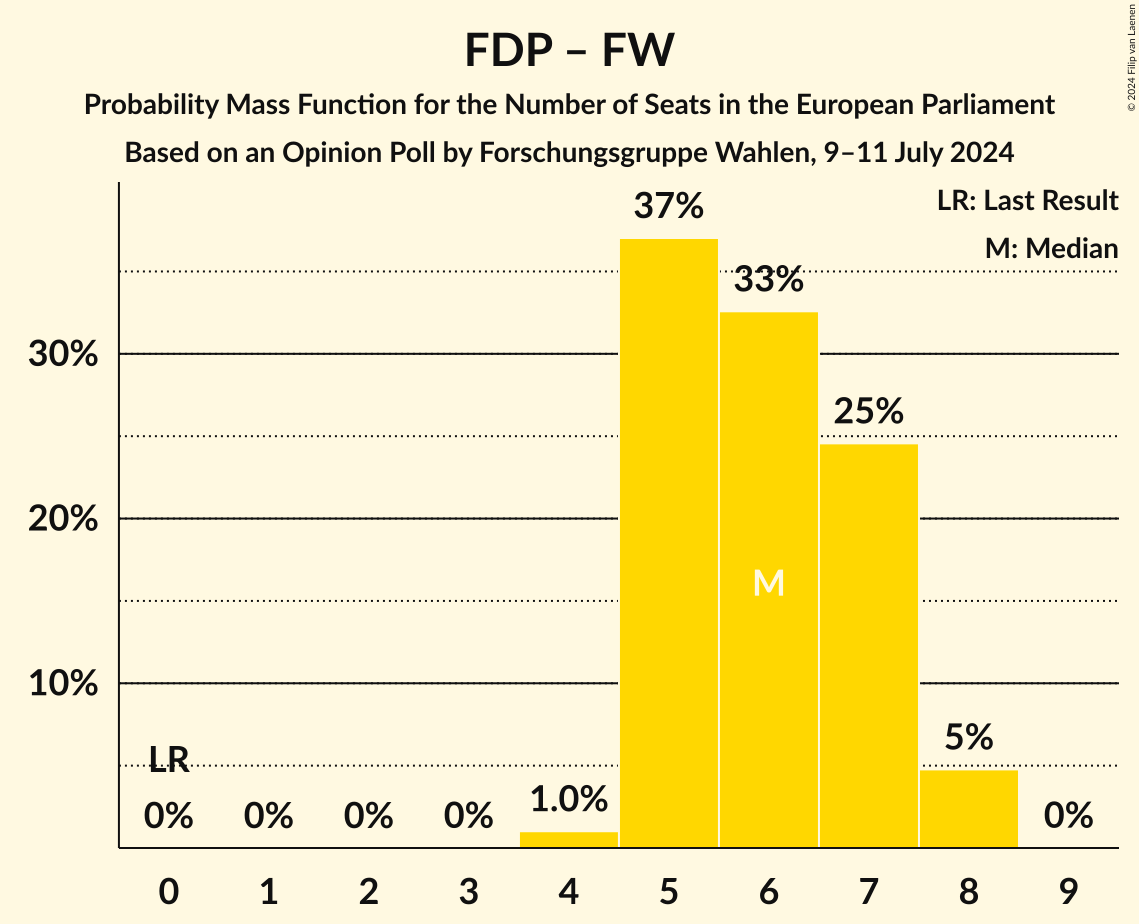 FDP – FW
Probability Mass Function for the Number of Seats in the European Parliament
Based on an Opinion Poll by Forschungsgruppe Wahlen, 9–11 July 2024
© 2024 Filip van Laenen
LR: Last Result
M: Median
37%
33%
30%
25%
20%
M
10%
5%
LR
1.0%
0%
0%
0%
0%
0%
0
1
2
3
4
5
6
7
8
9